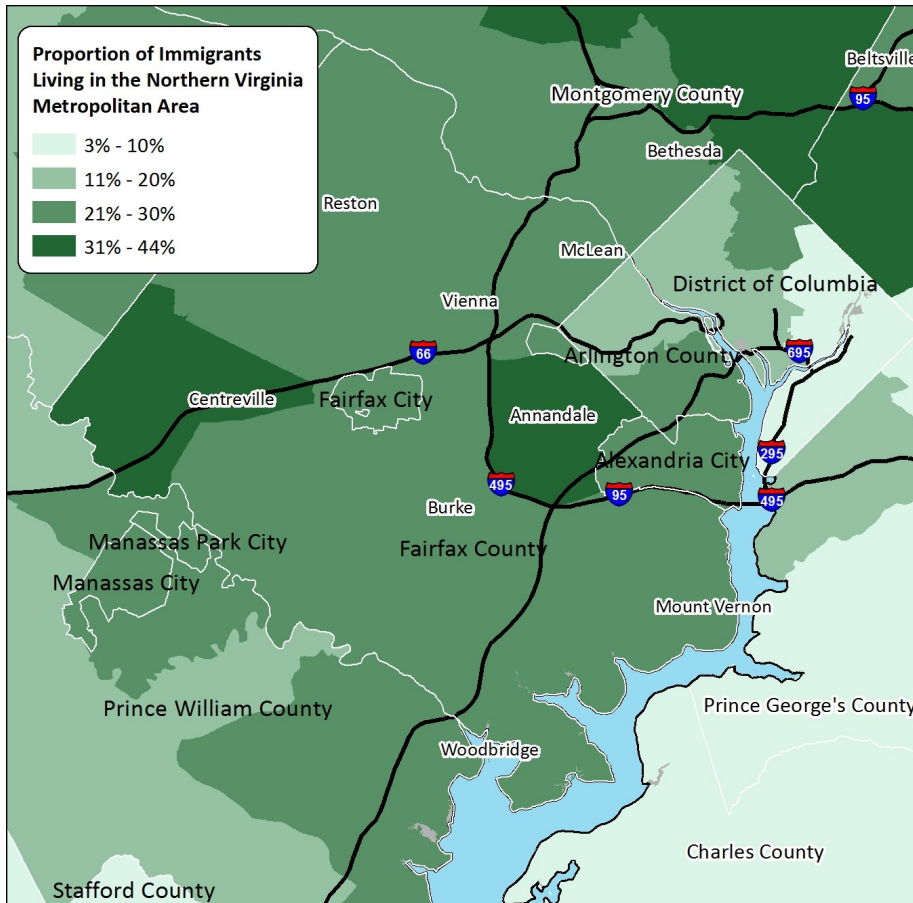 Proportion of Immigrants
Living in the Northern Virginia
Metropolitan Area
3% - 10%
11% - 20%
21% - 30%
31% - 44%
Beltsville
95
Montgomery County
Bethesda
Reston
McLean
District of Columbia
Vienna
66
Arlington County
695
Centreville
Fairfax City
Annandale
Alexandria City
295
495
95
495
Burke
Manassas Park City
Fairfax County
Manassas City
Mount Vernon
Prince William County
Prince George's County
Woodbridge
Charles County
Stafford County